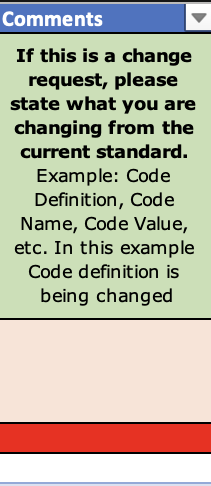 Comments
If this is a change
request, please
state what you are
changing from the
current standard.
Example: Code
Definition, Code
Name, Code Value,
etc. In this example
Code definition is
being changed